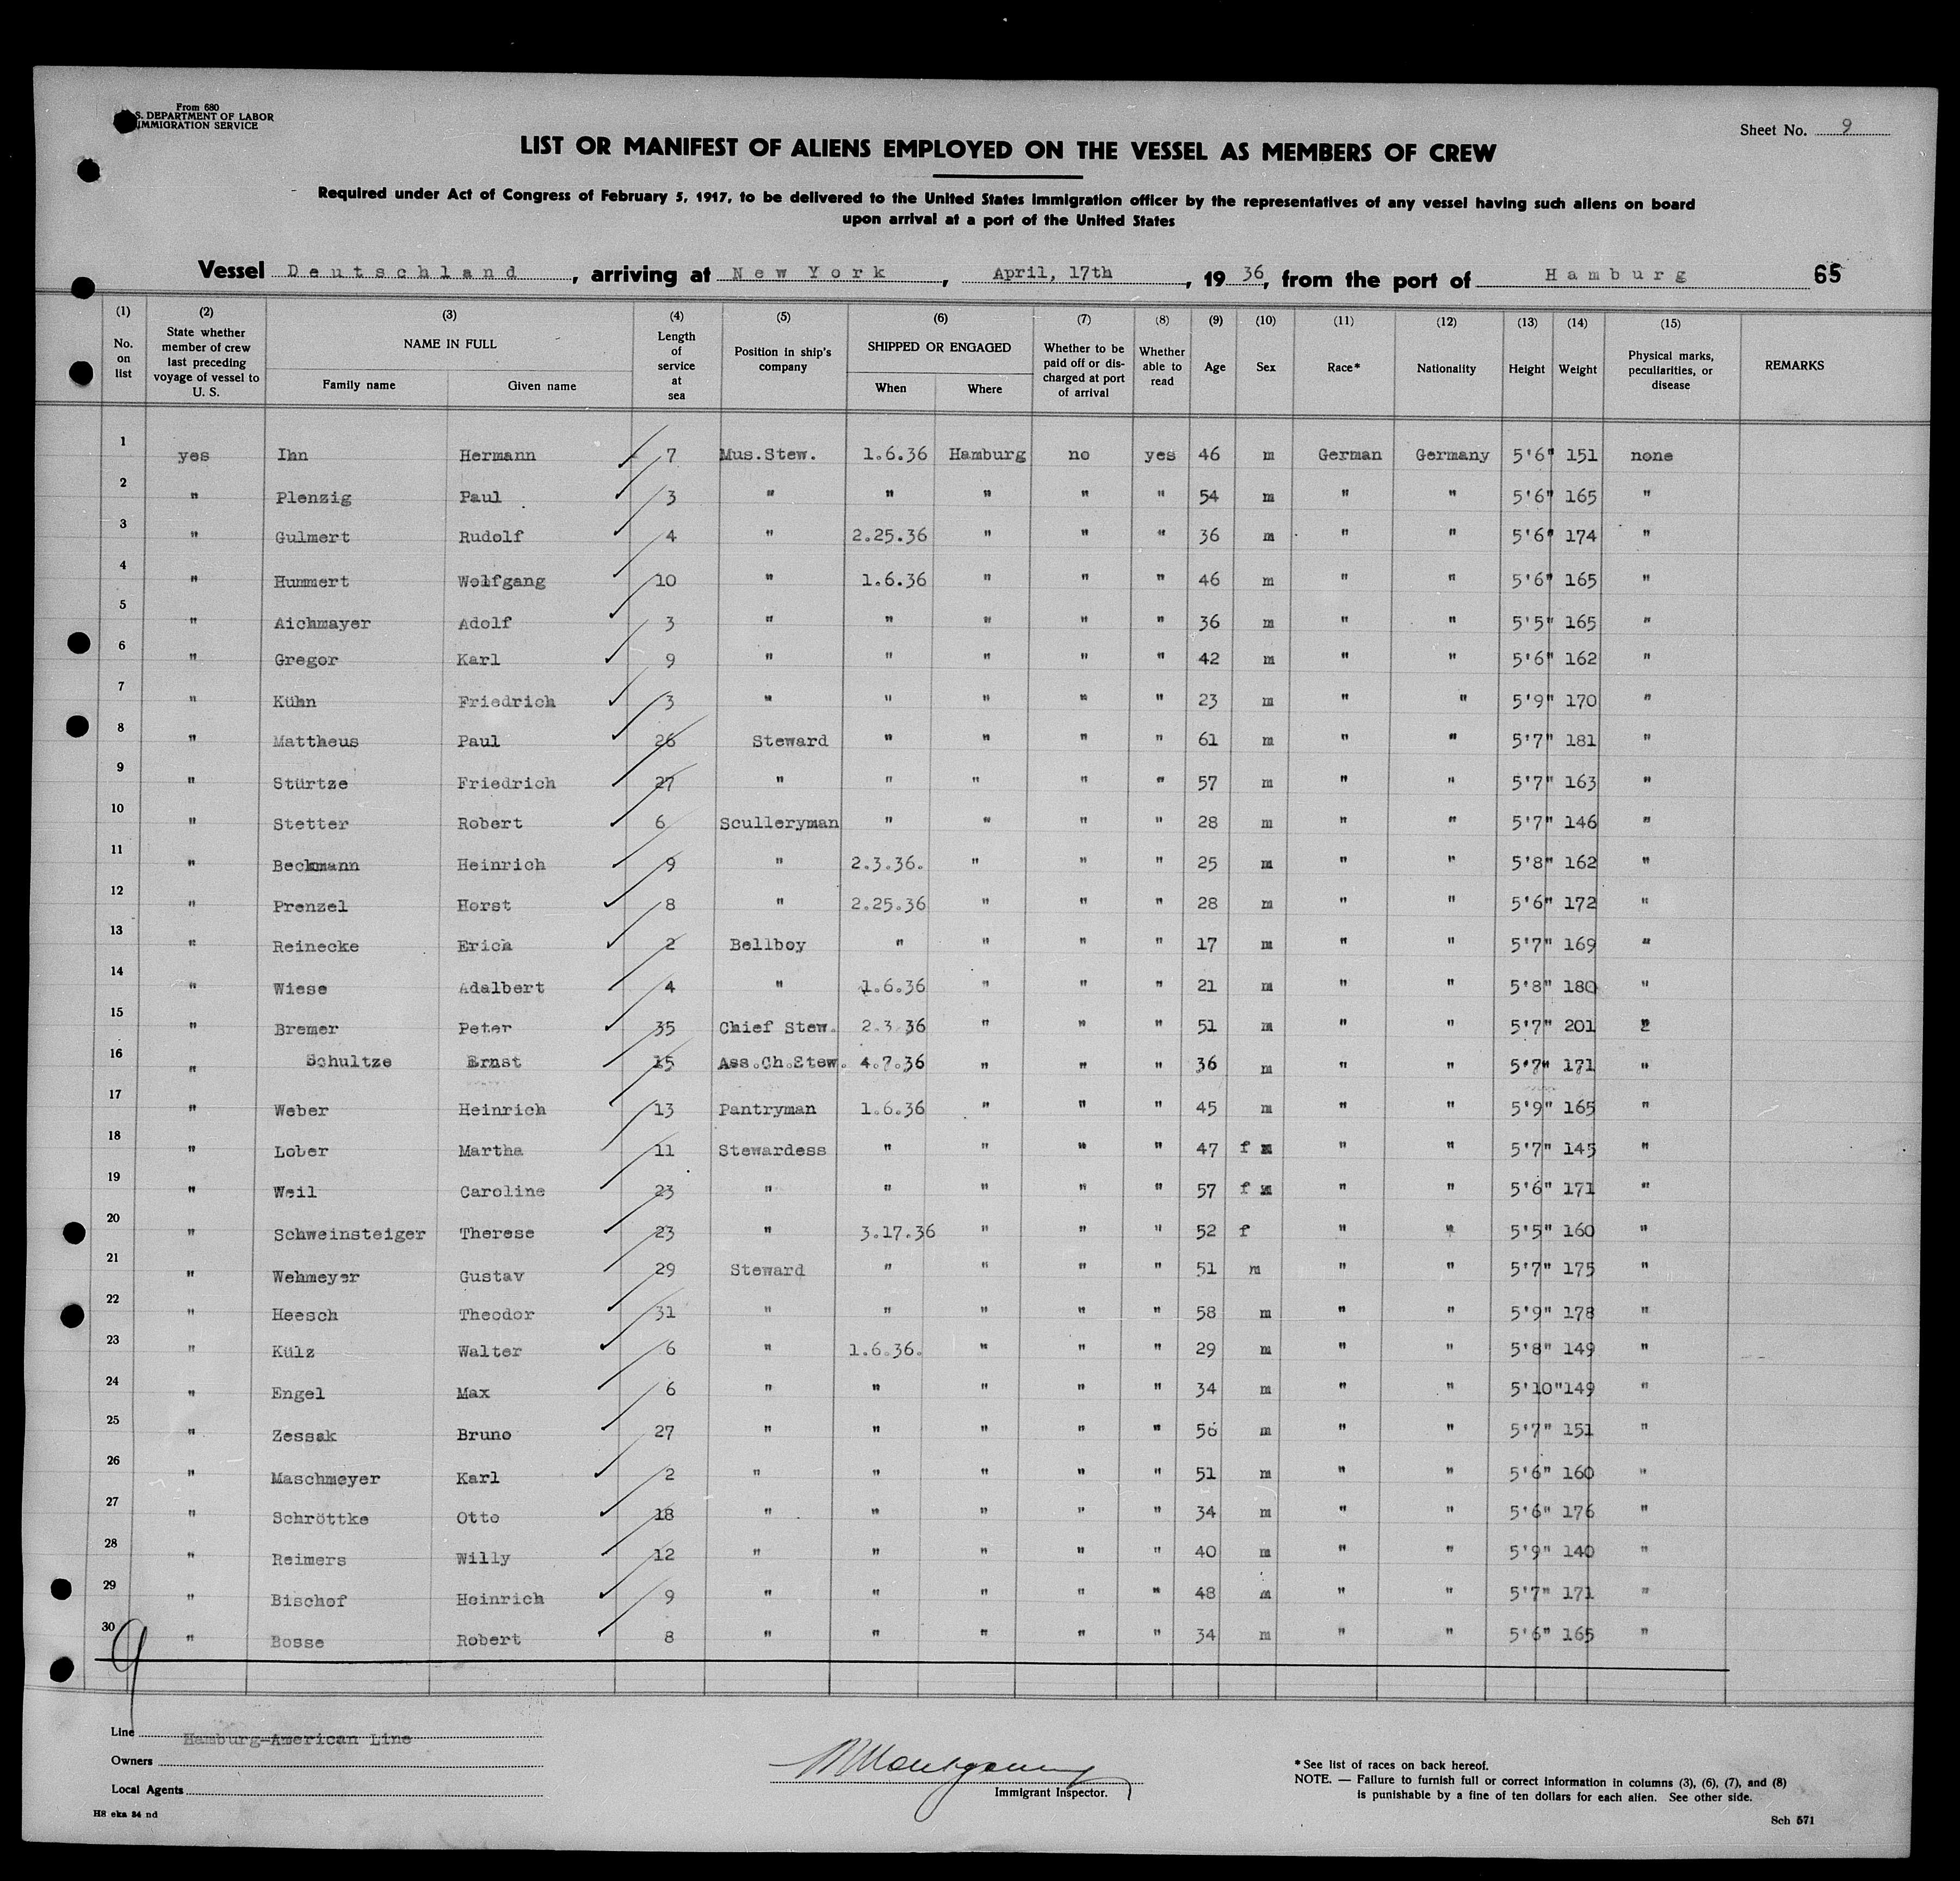 From 680
S. DEPARTMENT OF LABOR
IMMIGRATION SERVICE
Sheet No. 9
LIST OR MANIFEST OF ALIENS EMPLOYED ON THE VESSEL AS MEMBERS OF CREW
Required under Act of Congress of February 5, 1917, to be delivered to the United States immigration officer by the representatives of any vessel having such aliens on board
upon arrival at a port of the United States
Vessel Deutschland, arriving at New York, April, 17th, 1936, from the port of Hamburg 65
(1) No. on list (2) State whether member of crew last preceding voyage of vessel to U. S. (3) NAME IN FULL Family name Given name (4) Length of service at sea (5) Position in ship's company (6) SHIPPED OR ENGAGED When Where (7) Whether to be paid off or discharged at port of arrival (8) Whether able to read (9) Age (10) Sex (11) Race* (12) Nationality (13) Height (14) Weight (15) Physical marks, peculiarities, or disease REMARKS
1 yes Ihn Hermann 7 Mus.Stew. 1.6.36 Hamburg no yes 46 m German Germany 5'6" 151 none
2 " Plenzig Paul 3 " " " " " 54 m " " 5'6" 165 "
3 " Gulmert Rudolf 4 " 2.25.36 " " " 36 m " " 5'6" 174 "
4 " Hummert Wolfgang 10 " 1.6.36 " " " 46 m " " 5'6" 165 "
5 " Aichmayer Adolf 3 " " " " " 36 m " " 5'5" 165 "
6 " Gregor Karl 9 " " " " " 42 m " " 5'6" 162 "
7 " Kühn Friedrich 3 " " " " " 23 m " " 5'9" 170 "
8 " Mattheus Paul 26 Steward " " " " 61 m " " 5'7" 181 "
9 " Stürtze Friedrich 27 " " " " " 57 m " " 5'7" 163 "
10 " Stetter Robert 6 Sculleryman " " " " 28 m " " 5'7" 146 "
11 " Beckmann Heinrich 9 " 2.3.36. " " " 25 m " " 5'8" 162 "
12 " Prenzel Horst 8 " 2.25.36 " " " 28 m " " 5'6" 172 "
13 " Reinecke Erich 2 Bellboy " " " " 17 m " " 5'7" 169 "
14 " Wiese Adalbert 4 " 1.6.36 " " " 21 m " " 5'8" 180 "
15 " Bremer Peter 35 Chief Stew. 2.3.36 " " " 51 m " " 5'7" 201 "
16 " Schultze Ernst 15 Ass.Ch.Stew. 4.7.36 " " " 36 m " " 5'7" 171 "
17 " Weber Heinrich 13 Pantryman 1.6.36 " " " 45 m " " 5'9" 165 "
18 " Lober Martha 11 Stewardess " " " " 47 f " " 5'7" 145 "
19 " Weil Caroline 23 " " " " " 57 f " " 5'6" 171 "
20 " Schweinsteiger Therese 23 " 3.17.36 " " " 52 f " " 5'5" 160 "
21 " Wehmeyer Gustav 29 Steward " " " " 51 m " " 5'7" 175 "
22 " Heesch Theodor 31 " " " " " 58 m " " 5'9" 178 "
23 " Külz Walter 6 " 1.6.36. " " " 29 m " " 5'8" 149 "
24 " Engel Max 6 " " " " " 34 m " " 5'10" 149 "
25 " Zessak Bruno 27 " " " " " 56 m " " 5'7" 151 "
26 " Maschmeyer Karl 2 " " " " " 51 m " " 5'6" 160 "
27 " Schröttke Otto 18 " " " " " 34 m " " 5'6" 176 "
28 " Reimers Willy 12 " " " " " 40 m " " 5'9" 140 "
29 " Bischof Heinrich 9 " " " " " 48 m " " 5'7" 171 "
30 " Bosse Robert 8 " " " " " 34 m " " 5'6" 165 "
9
Line Hamburg-American Line
Owners
Local Agents
H8 eka 34 nd
Montgomery
Immigrant Inspector.
* See list of races on back hereof.
NOTE. — Failure to furnish full or correct information in columns (3), (6), (7), and (8)
is punishable by a fine of ten dollars for each alien. See other side.
Sch 571